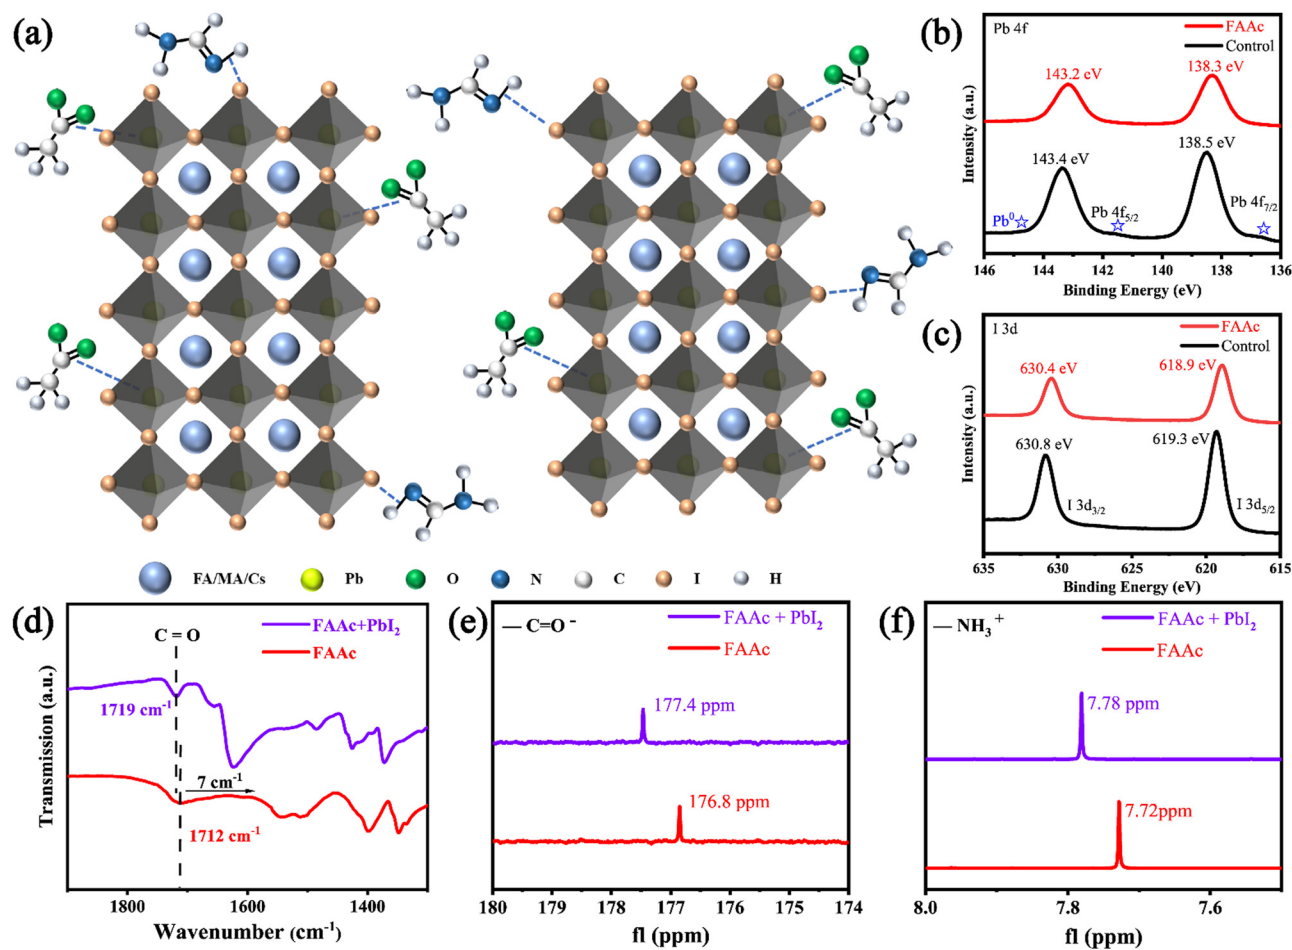 (a)
FA/MA/Cs
Pb
O
N
C
I
H
(b)
Pb 4f
FAAc
Control
143.2 eV
138.3 eV
143.4 eV
138.5 eV
Pb⁰☆
Pb 4f₅/₂
☆
Pb 4f₇/₂
☆
Intensity (a.u.)
146 144 142 140 138 136
Binding Energy (eV)
(c)
I 3d
FAAc
Control
630.4 eV
618.9 eV
630.8 eV
619.3 eV
I 3d₃/₂
I 3d₅/₂
Intensity (a.u.)
635 630 625 620 615
Binding Energy (eV)
(d)
C = O
FAAc+PbI₂
FAAc
1719 cm⁻¹
7 cm⁻¹
1712 cm⁻¹
Transmission (a.u.)
1800 1600 1400
Wavenumber (cm⁻¹)
(e)
— C=O⁻
FAAc + PbI₂
FAAc
177.4 ppm
176.8 ppm
180 179 178 177 176 175 174
fl (ppm)
(f)
— NH₃⁺
FAAc + PbI₂
FAAc
7.78 ppm
7.72ppm
8.0 7.8 7.6
fl (ppm)